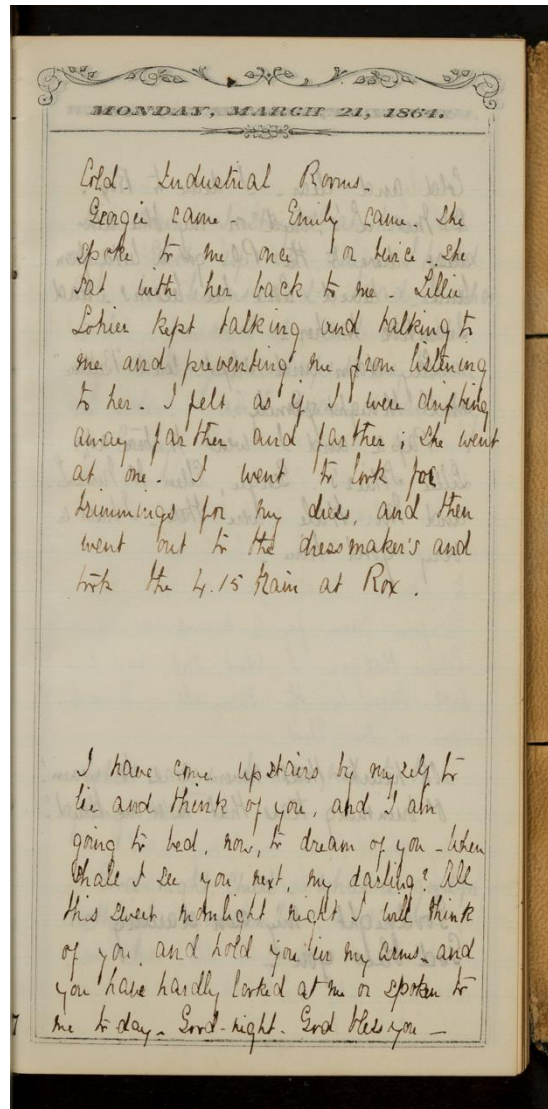 MONDAY, MARCH 21, 1864.
Cold Industrial Rooms.
Georgie came. Emily came. She
spoke to me once or twice. She
sat with her back to me. Lillie
kept talking and talking to
me and preventing me from listening
to her. I felt as if I were drifting
away farther and farther; she went
at one. I went to look for
trimmings for my dress, and then
went out to the dressmaker's and
took the 4.15 train at Rox.
I have come upstairs by myself to
lie and think of you, and I am
going to bed, now, to dream of you - When
shall I see you next, my darling? All
this sweet moonlight night I will think
of you, and hold you in my arms - and
you have hardly looked at me or spoken to
me to-day - Good-night - God bless you -